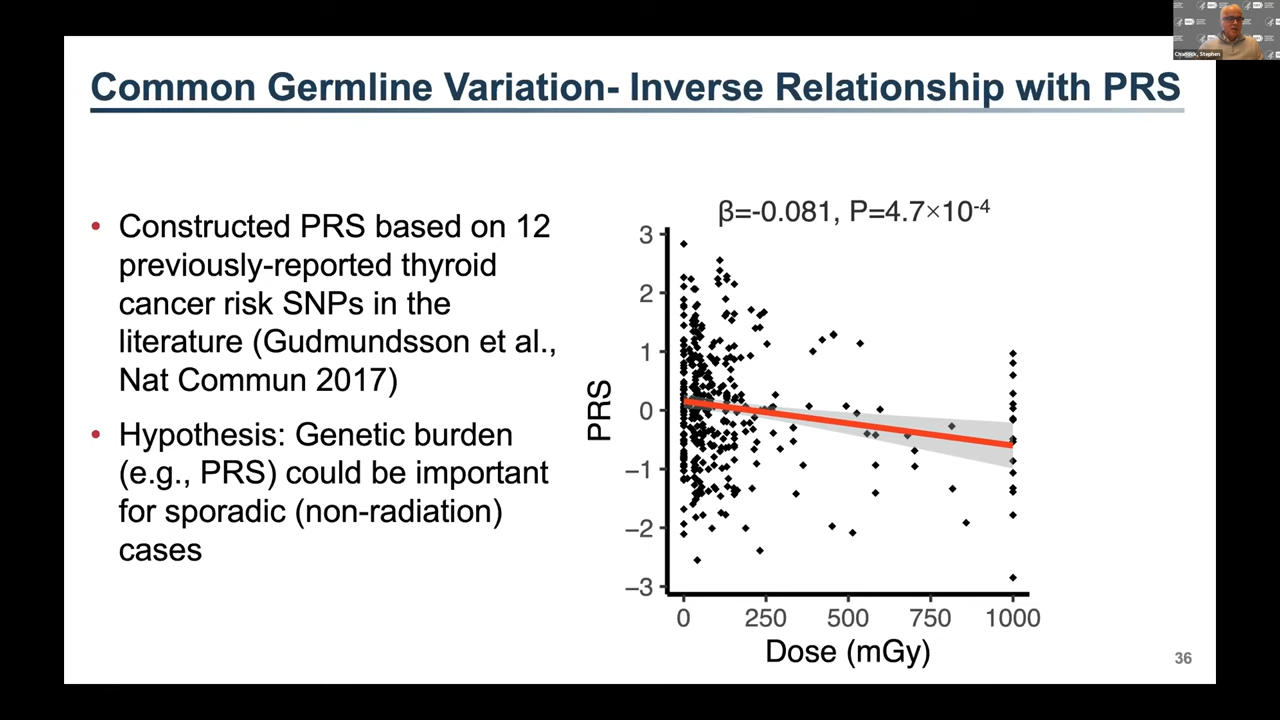 Chanock, Stephen
Common Germline Variation- Inverse Relationship with PRS
• Constructed PRS based on 12
previously-reported thyroid
cancer risk SNPs in the
literature (Gudmundsson et al.,
Nat Commun 2017)
• Hypothesis: Genetic burden
(e.g., PRS) could be important
for sporadic (non-radiation)
cases
β=-0.081, P=4.7×10-4
3
2
1
0
−1
−2
−3
PRS
0 250 500 750 1000
Dose (mGy)
36